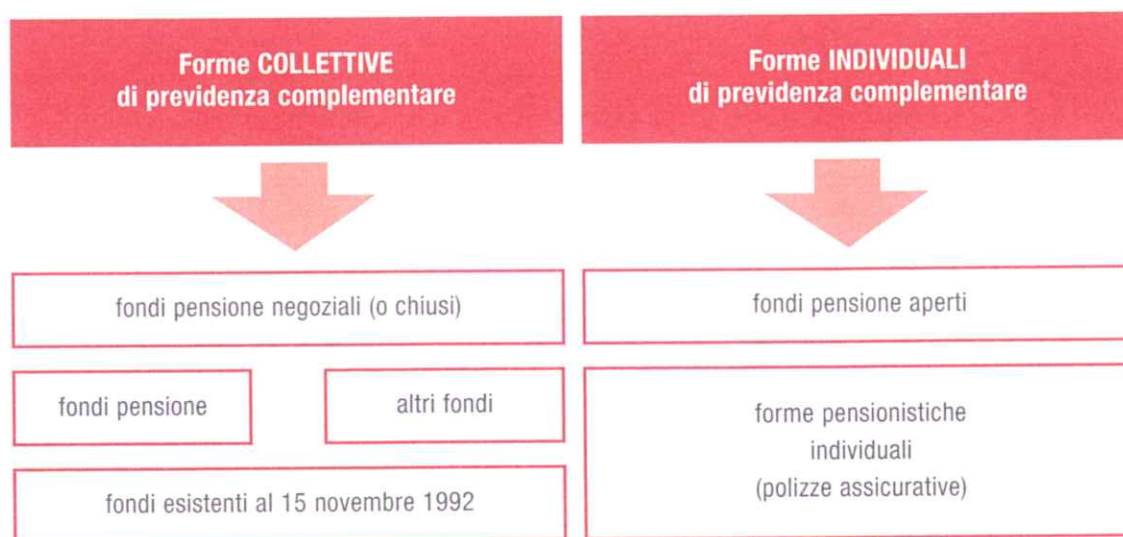 Forme COLLETTIVE
di previdenza complementare
Forme INDIVIDUALI
di previdenza complementare
fondi pensione negoziali (o chiusi)
fondi pensione aperti
fondi pensione
altri fondi
forme pensionistiche
individuali
(polizze assicurative)
fondi esistenti al 15 novembre 1992